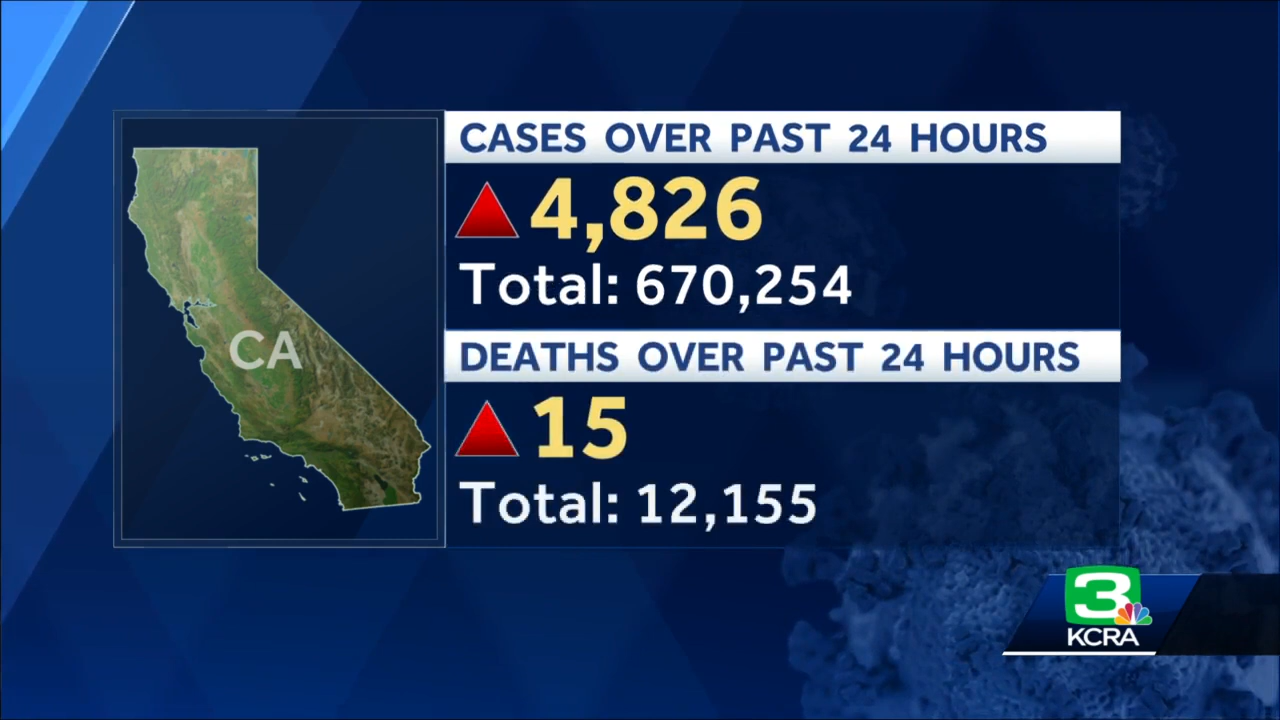 CA
CASES OVER PAST 24 HOURS
4,826
Total: 670,254
DEATHS OVER PAST 24 HOURS
15
Total: 12,155
3
KCRA